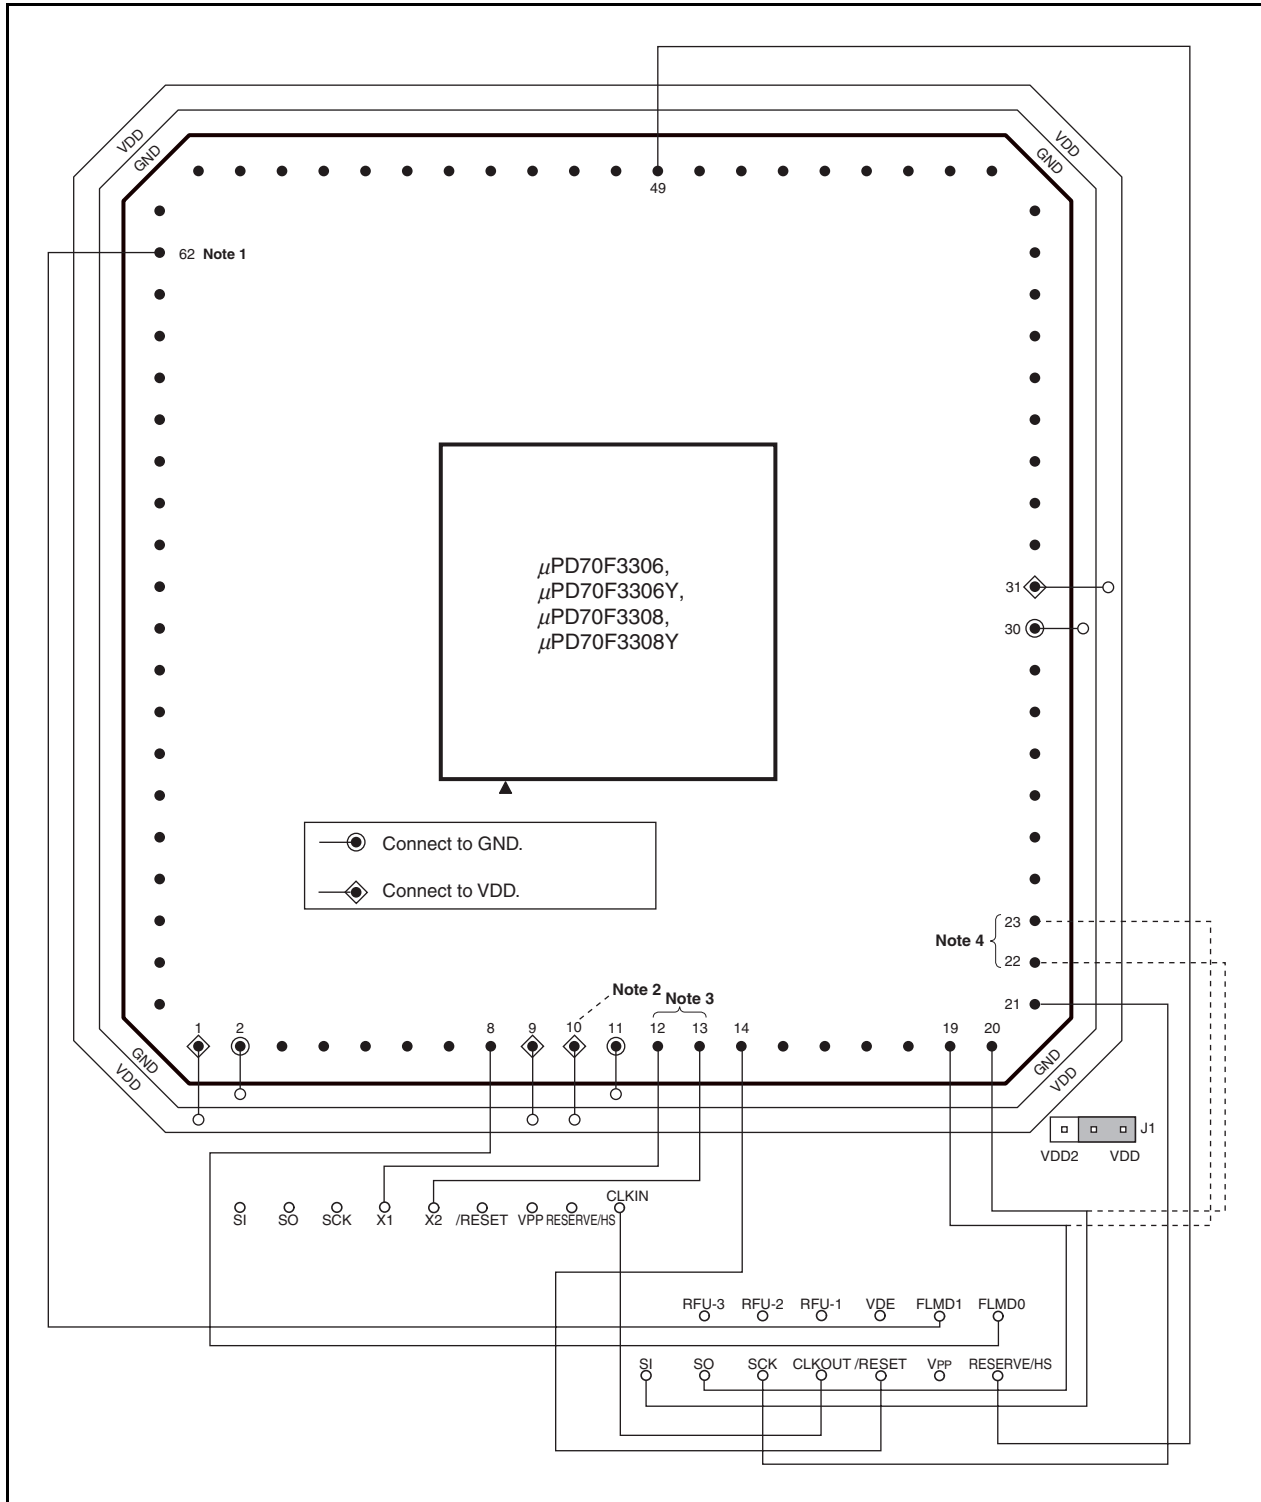 VDD
GND
VDD
GND
49
62 Note 1
μPD70F3306,
μPD70F3306Y,
μPD70F3308,
μPD70F3308Y
31
30
Connect to GND.
Connect to VDD.
Note 4
23
22
21
Note 2
Note 3
1
2
8
9
10
11
12
13
14
19
20
GND
VDD
GND
VDD
J1
VDD2
VDD
SI
SO
SCK
X1
X2
/RESET
VPP
RESERVE/HS
CLKIN
RFU-3
RFU-2
RFU-1
VDE
FLMD1
FLMD0
SI
SO
SCK
CLKOUT
/RESET
VPP
RESERVE/HS